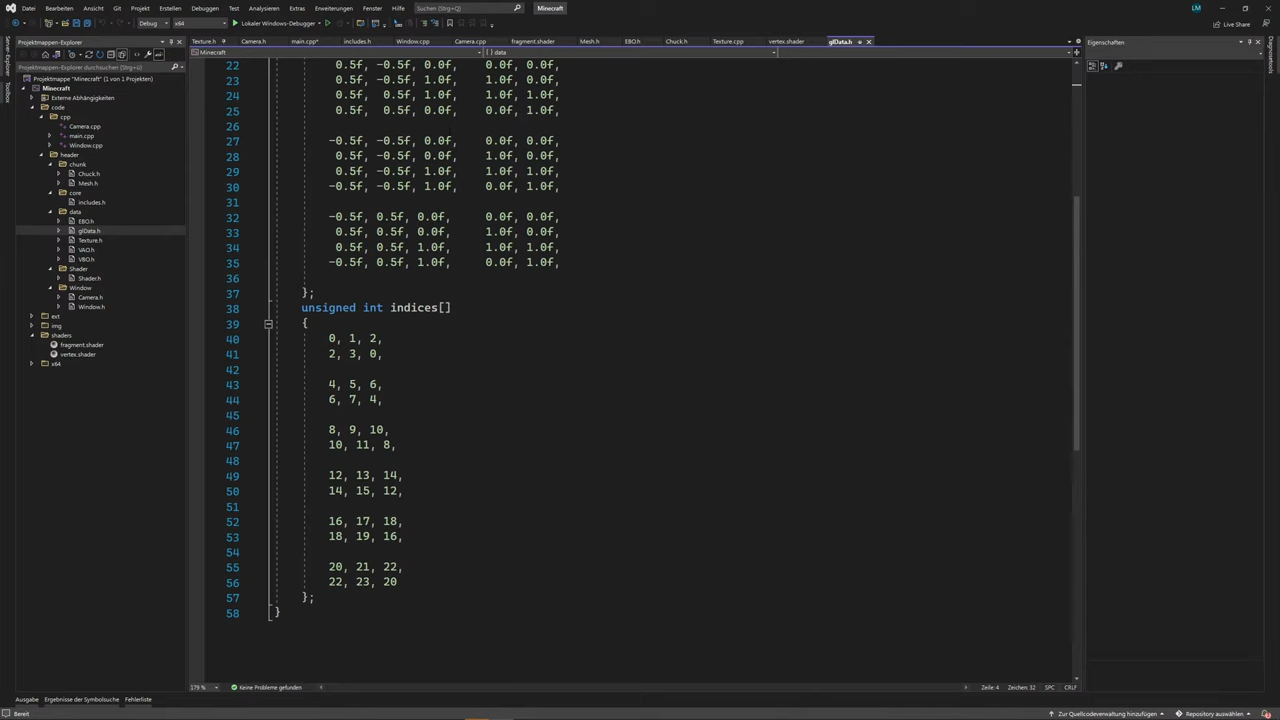 Datei Bearbeiten Ansicht Git Projekt Erstellen Debuggen Test Analysieren Extras Erweiterungen Fenster Hilfe Suchen (Strg+Q) Minecraft LM
Debug x64 Lokaler Windows-Debugger Live Share
Projektmappen-Explorer
Texture.h Camera.h main.cpp* includes.h Window.cpp Camera.cpp fragment.shader Mesh.h EBO.h Chuck.h Texture.cpp vertex.shader glData.h
Eigenschaften
Minecraft data
Server-Explorer
Toolbox
Diagnosetools
Projektmappen-Explorer durchsuchen (Strg+ü)
Projektmappe "Minecraft" (1 von 1 Projekten)
Minecraft
Externe Abhängigkeiten
code
cpp
Camera.cpp
main.cpp
Window.cpp
header
chunk
Chuck.h
Mesh.h
core
includes.h
data
EBO.h
glData.h
Texture.h
VAO.h
VBO.h
Shader
Shader.h
Window
Camera.h
Window.h
ext
img
shaders
fragment.shader
vertex.shader
x64
22 0.5f, -0.5f, 0.0f, 0.0f, 0.0f,
23 0.5f, -0.5f, 1.0f, 1.0f, 0.0f,
24 0.5f, 0.5f, 1.0f, 1.0f, 1.0f,
25 0.5f, 0.5f, 0.0f, 0.0f, 1.0f,
26
27 -0.5f, -0.5f, 0.0f, 0.0f, 0.0f,
28 0.5f, -0.5f, 0.0f, 1.0f, 0.0f,
29 0.5f, -0.5f, 1.0f, 1.0f, 1.0f,
30 -0.5f, -0.5f, 1.0f, 0.0f, 1.0f,
31
32 -0.5f, 0.5f, 0.0f, 0.0f, 0.0f,
33 0.5f, 0.5f, 0.0f, 1.0f, 0.0f,
34 0.5f, 0.5f, 1.0f, 1.0f, 1.0f,
35 -0.5f, 0.5f, 1.0f, 0.0f, 1.0f,
36
37 };
38 unsigned int indices[]
39 {
40 0, 1, 2,
41 2, 3, 0,
42
43 4, 5, 6,
44 6, 7, 4,
45
46 8, 9, 10,
47 10, 11, 8,
48
49 12, 13, 14,
50 14, 15, 12,
51
52 16, 17, 18,
53 18, 19, 16,
54
55 20, 21, 22,
56 22, 23, 20
57 };
58 }
179 % Keine Probleme gefunden Zeile: 4 Zeichen: 32 SPC CRLF
Ausgabe Ergebnisse der Symbolsuche Fehlerliste
Bereit Zur Quellcodeverwaltung hinzufügen Repository auswählen